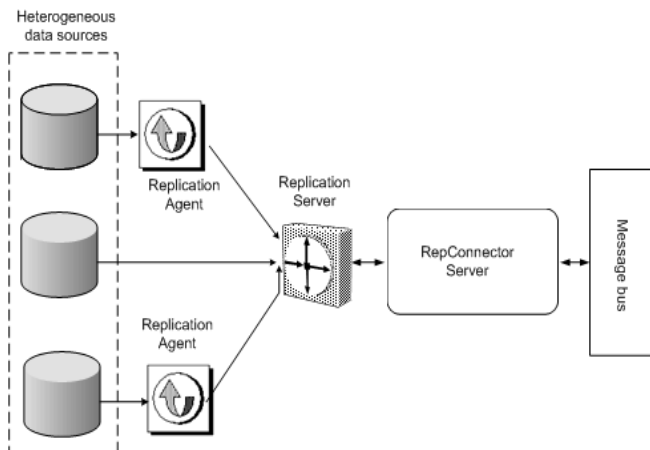 Heterogeneous
data sources
Replication
Agent
Replication
Server
RepConnector
Server
Message bus
Replication
Agent